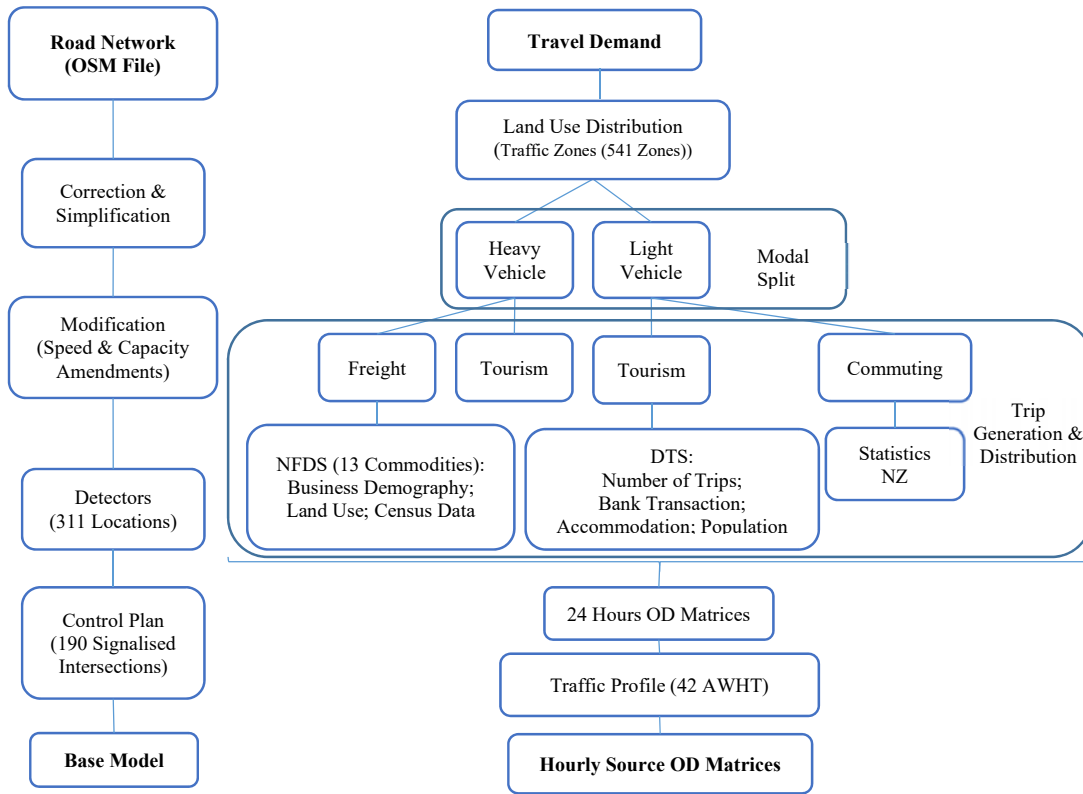 Road Network
(OSM File)
Correction &
Simplification
Modification
(Speed & Capacity
Amendments)
Detectors
(311 Locations)
Control Plan
(190 Signalised
Intersections)
Base Model
Travel Demand
Land Use Distribution
(Traffic Zones (541 Zones))
Heavy
Vehicle
Light
Vehicle
Modal
Split
Freight
Tourism
Tourism
Commuting
Trip
Generation &
Distribution
NFDS (13 Commodities):
Business Demography;
Land Use; Census Data
DTS:
Number of Trips;
Bank Transaction;
Accommodation; Population
Statistics
NZ
24 Hours OD Matrices
Traffic Profile (42 AWHT)
Hourly Source OD Matrices